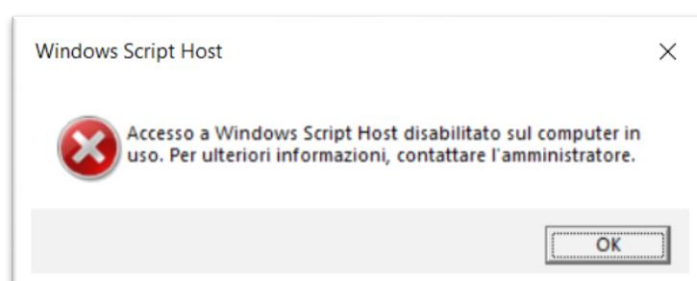 Windows Script Host
Accesso a Windows Script Host disabilitato sul computer in
uso. Per ulteriori informazioni, contattare l'amministratore.
OK